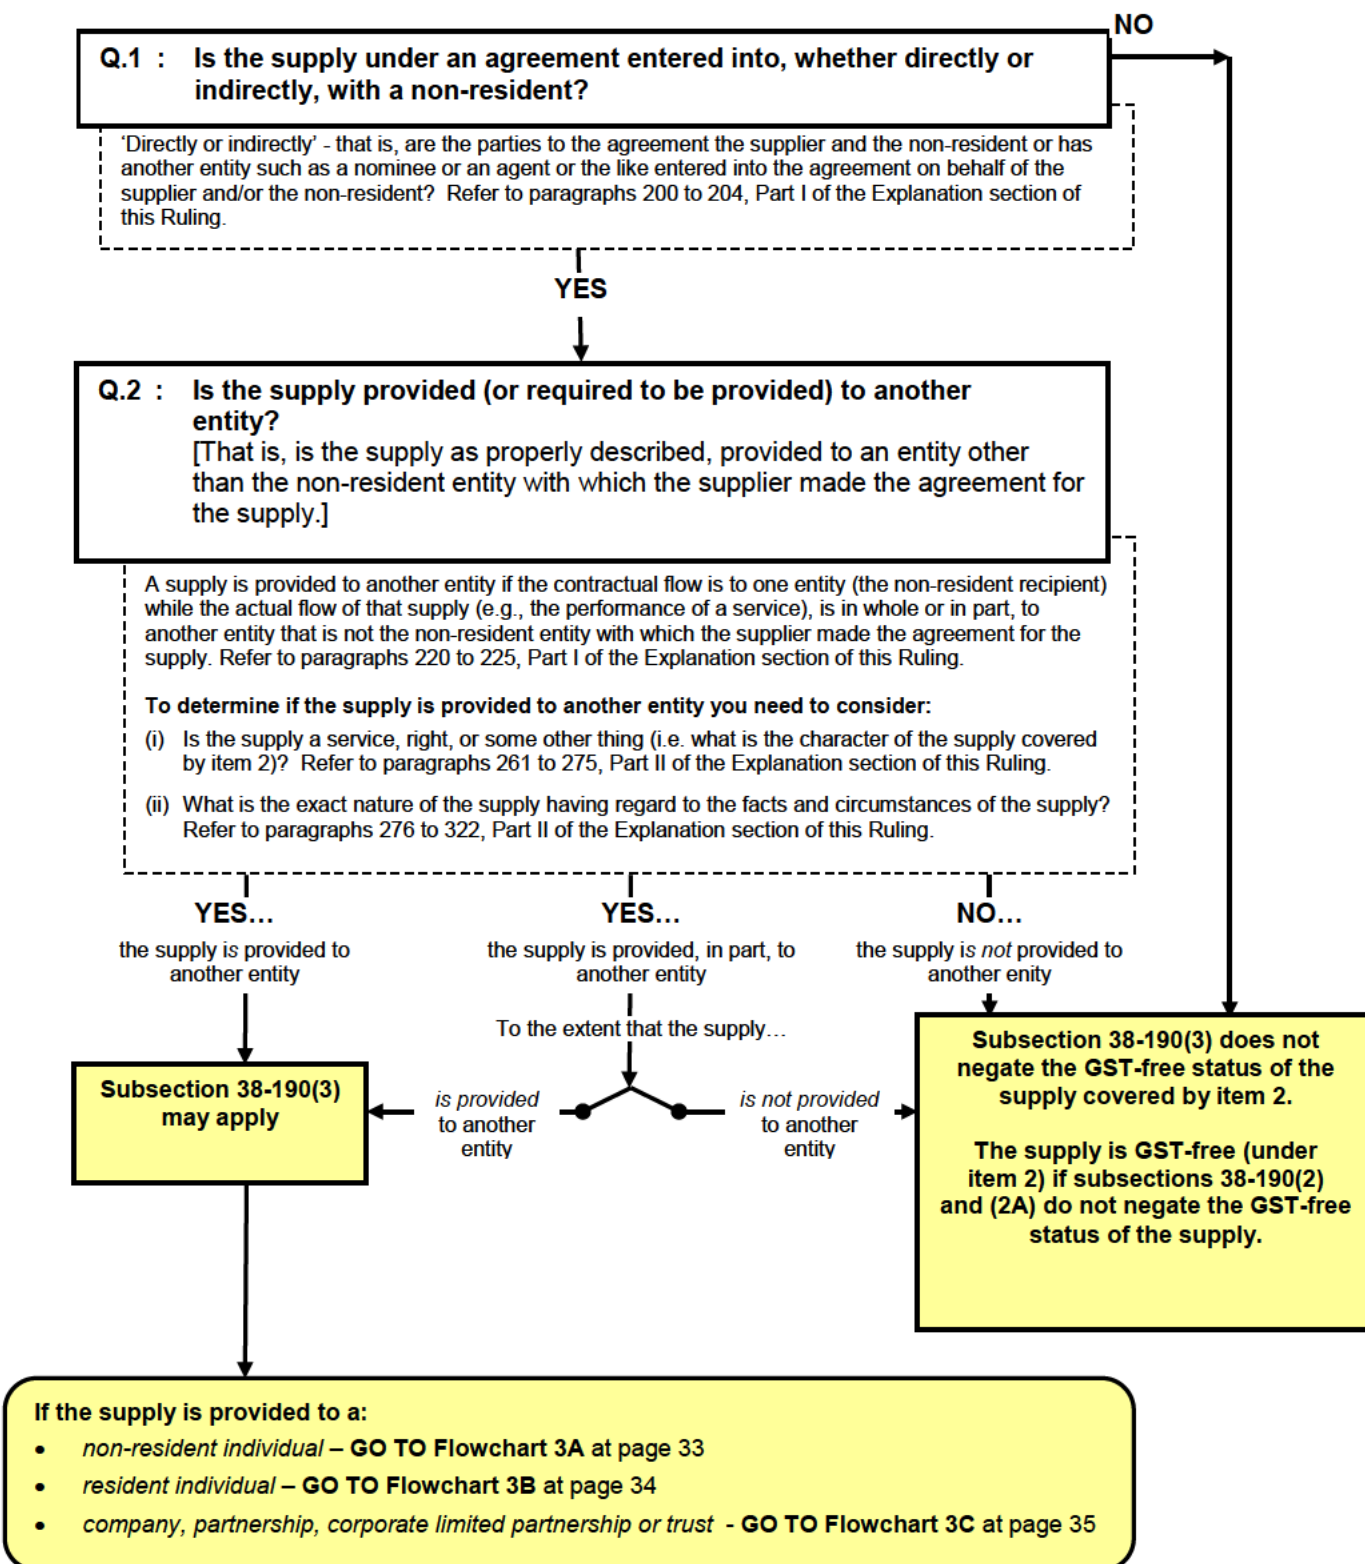 NO
Q.1 : Is the supply under an agreement entered into, whether directly or
indirectly, with a non-resident?
'Directly or indirectly' - that is, are the parties to the agreement the supplier and the non-resident or has
another entity such as a nominee or an agent or the like entered into the agreement on behalf of the
supplier and/or the non-resident? Refer to paragraphs 200 to 204, Part I of the Explanation section of
this Ruling.
YES
Q.2 : Is the supply provided (or required to be provided) to another
entity?
[That is, is the supply as properly described, provided to an entity other
than the non-resident entity with which the supplier made the agreement for
the supply.]
A supply is provided to another entity if the contractual flow is to one entity (the non-resident recipient)
while the actual flow of that supply (e.g., the performance of a service), is in whole or in part, to
another entity that is not the non-resident entity with which the supplier made the agreement for the
supply. Refer to paragraphs 220 to 225, Part I of the Explanation section of this Ruling.
To determine if the supply is provided to another entity you need to consider:
(i) Is the supply a service, right, or some other thing (i.e. what is the character of the supply covered
by item 2)? Refer to paragraphs 261 to 275, Part II of the Explanation section of this Ruling.
(ii) What is the exact nature of the supply having regard to the facts and circumstances of the supply?
Refer to paragraphs 276 to 322, Part II of the Explanation section of this Ruling.
YES...
the supply is provided to
another entity
YES...
the supply is provided, in part, to
another entity
NO...
the supply is not provided to
another enity
To the extent that the supply...
Subsection 38-190(3)
may apply
is provided
to another
entity
is not provided
to another
entity
Subsection 38-190(3) does not
negate the GST-free status of the
supply covered by item 2.
The supply is GST-free (under
item 2) if subsections 38-190(2)
and (2A) do not negate the GST-free
status of the supply.
If the supply is provided to a:
• non-resident individual – GO TO Flowchart 3A at page 33
• resident individual – GO TO Flowchart 3B at page 34
• company, partnership, corporate limited partnership or trust - GO TO Flowchart 3C at page 35